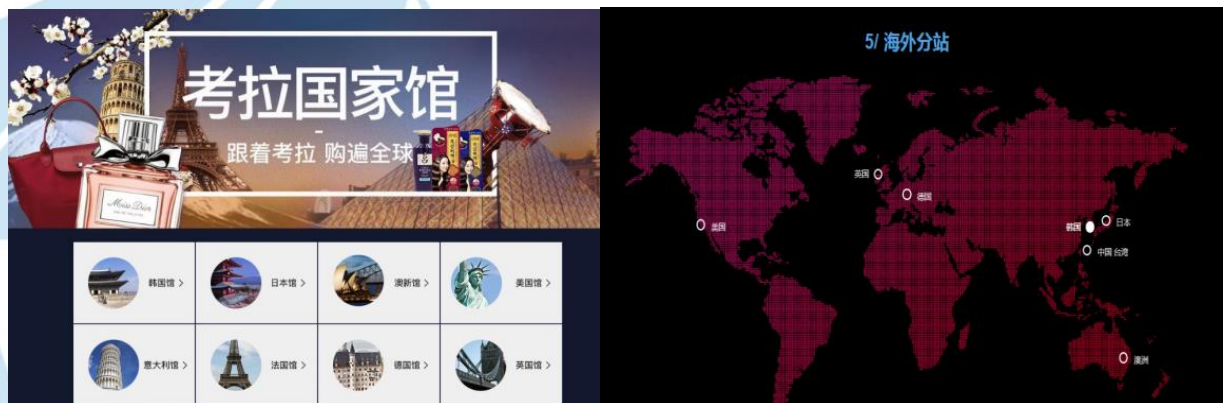 考拉国家馆
跟着考拉 购遍全球
Miss Dior
韩国馆 >
日本馆 >
澳新馆 >
美国馆 >
意大利馆 >
法国馆 >
德国馆 >
英国馆 >
5/ 海外分站
英国
德国
美国
韩国
日本
中国 台湾
澳洲